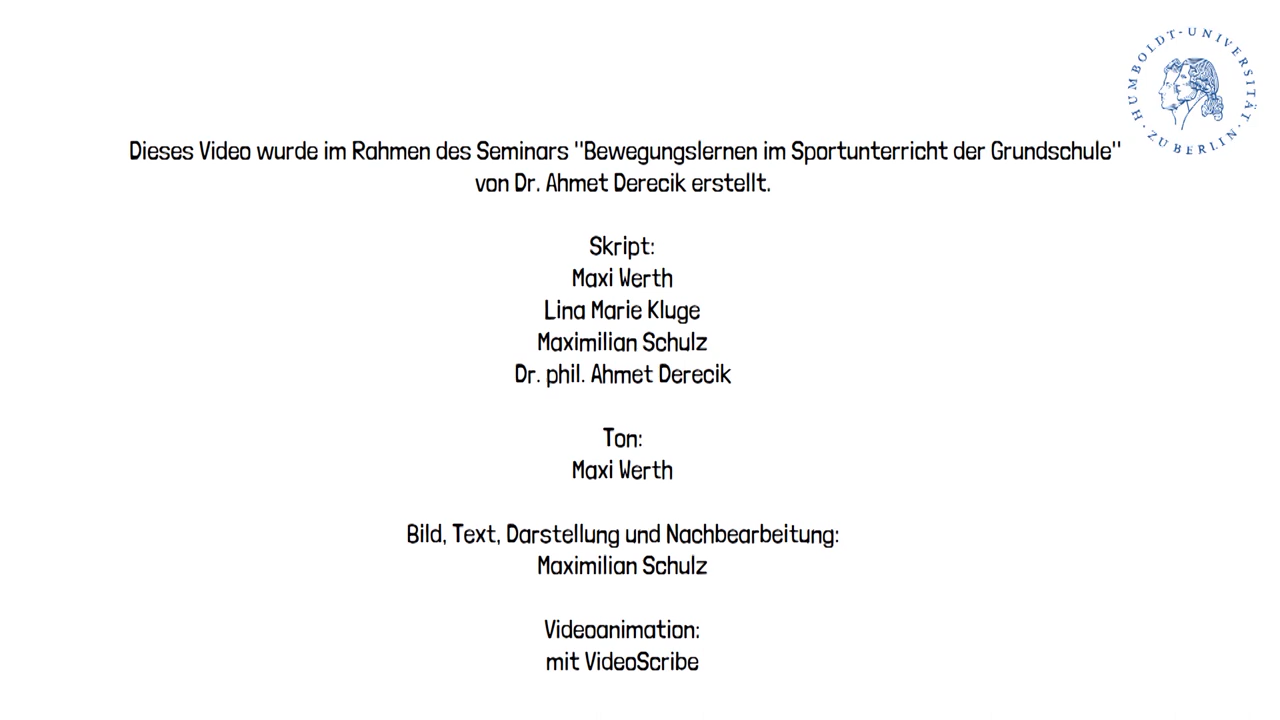 HUMBOLDT-UNIVERSITÄT ZU BERLIN
Dieses Video wurde im Rahmen des Seminars "Bewegungslernen im Sportunterricht der Grundschule"
von Dr. Ahmet Derecik erstellt.
Skript:
Maxi Werth
Lina Marie Kluge
Maximilian Schulz
Dr. phil. Ahmet Derecik
Ton:
Maxi Werth
Bild, Text, Darstellung und Nachbearbeitung:
Maximilian Schulz
Videoanimation:
mit VideoScribe